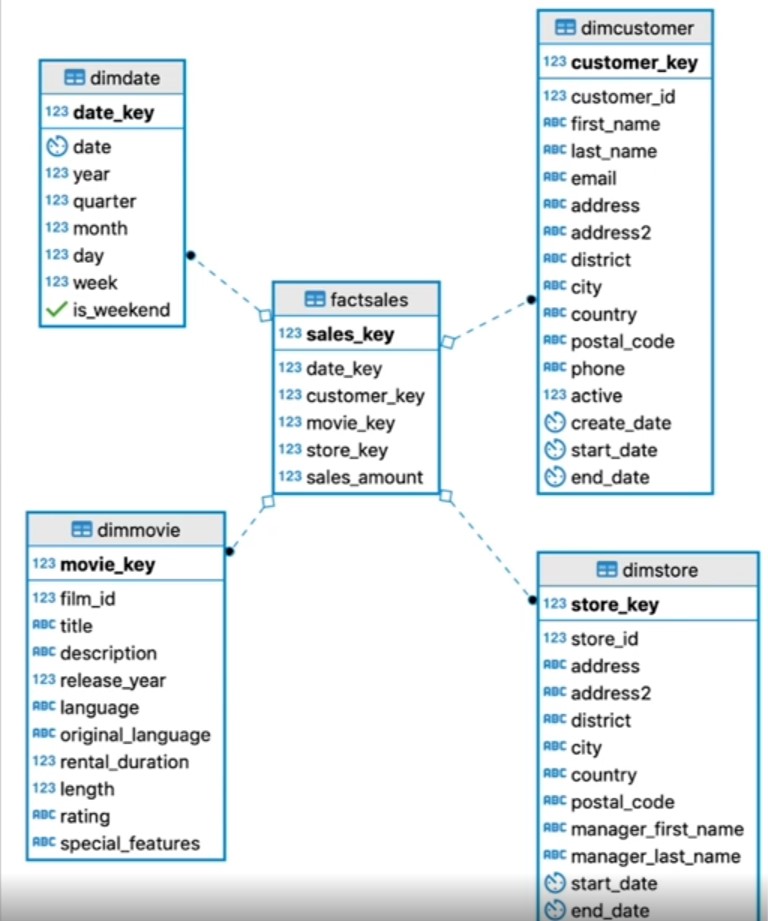 dimdate
123 date_key
date
123 year
123 quarter
123 month
123 day
123 week
is_weekend
dimcustomer
123 customer_key
123 customer_id
ABC first_name
ABC last_name
ABC email
ABC address
ABC address2
ABC district
ABC city
ABC country
ABC postal_code
ABC phone
123 active
create_date
start_date
end_date
factsales
123 sales_key
123 date_key
123 customer_key
123 movie_key
123 store_key
123 sales_amount
dimmovie
123 movie_key
123 film_id
ABC title
ABC description
123 release_year
ABC language
ABC original_language
123 rental_duration
123 length
ABC rating
ABC special_features
dimstore
123 store_key
123 store_id
ABC address
ABC address2
ABC district
ABC city
ABC country
ABC postal_code
ABC manager_first_name
ABC manager_last_name
start_date
end_date